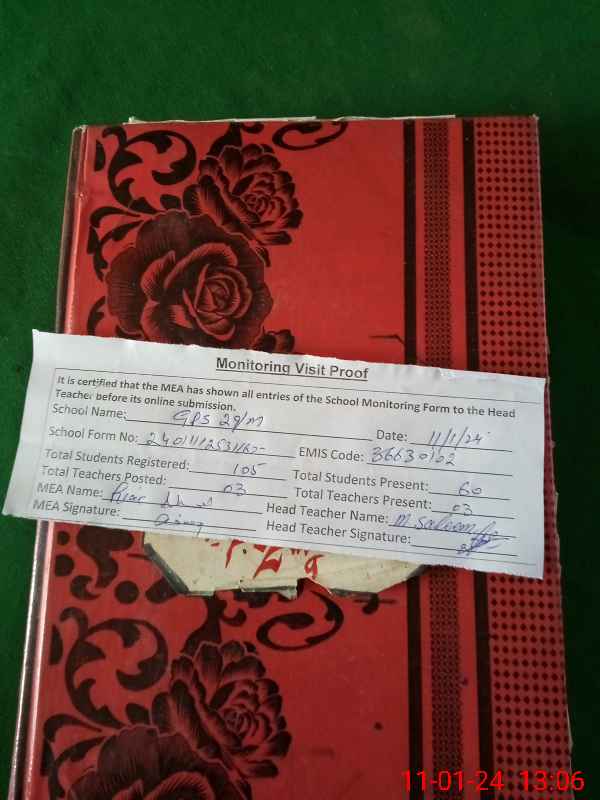 Monitoring Visit Proof
It is certified that the MEA has shown all entries of the School Monitoring Form to the Head
Teacher before its online submission.
School Name: GPS 29/M Date: 11/1/24
School Form No: EMIS Code: 36630102
Total Students Registered: 105 Total Students Present: 60
Total Teachers Posted: 03 Total Teachers Present: 03
MEA Name: Head Teacher Name: M. Saleem
MEA Signature: Head Teacher Signature:
11-01-24 13:06